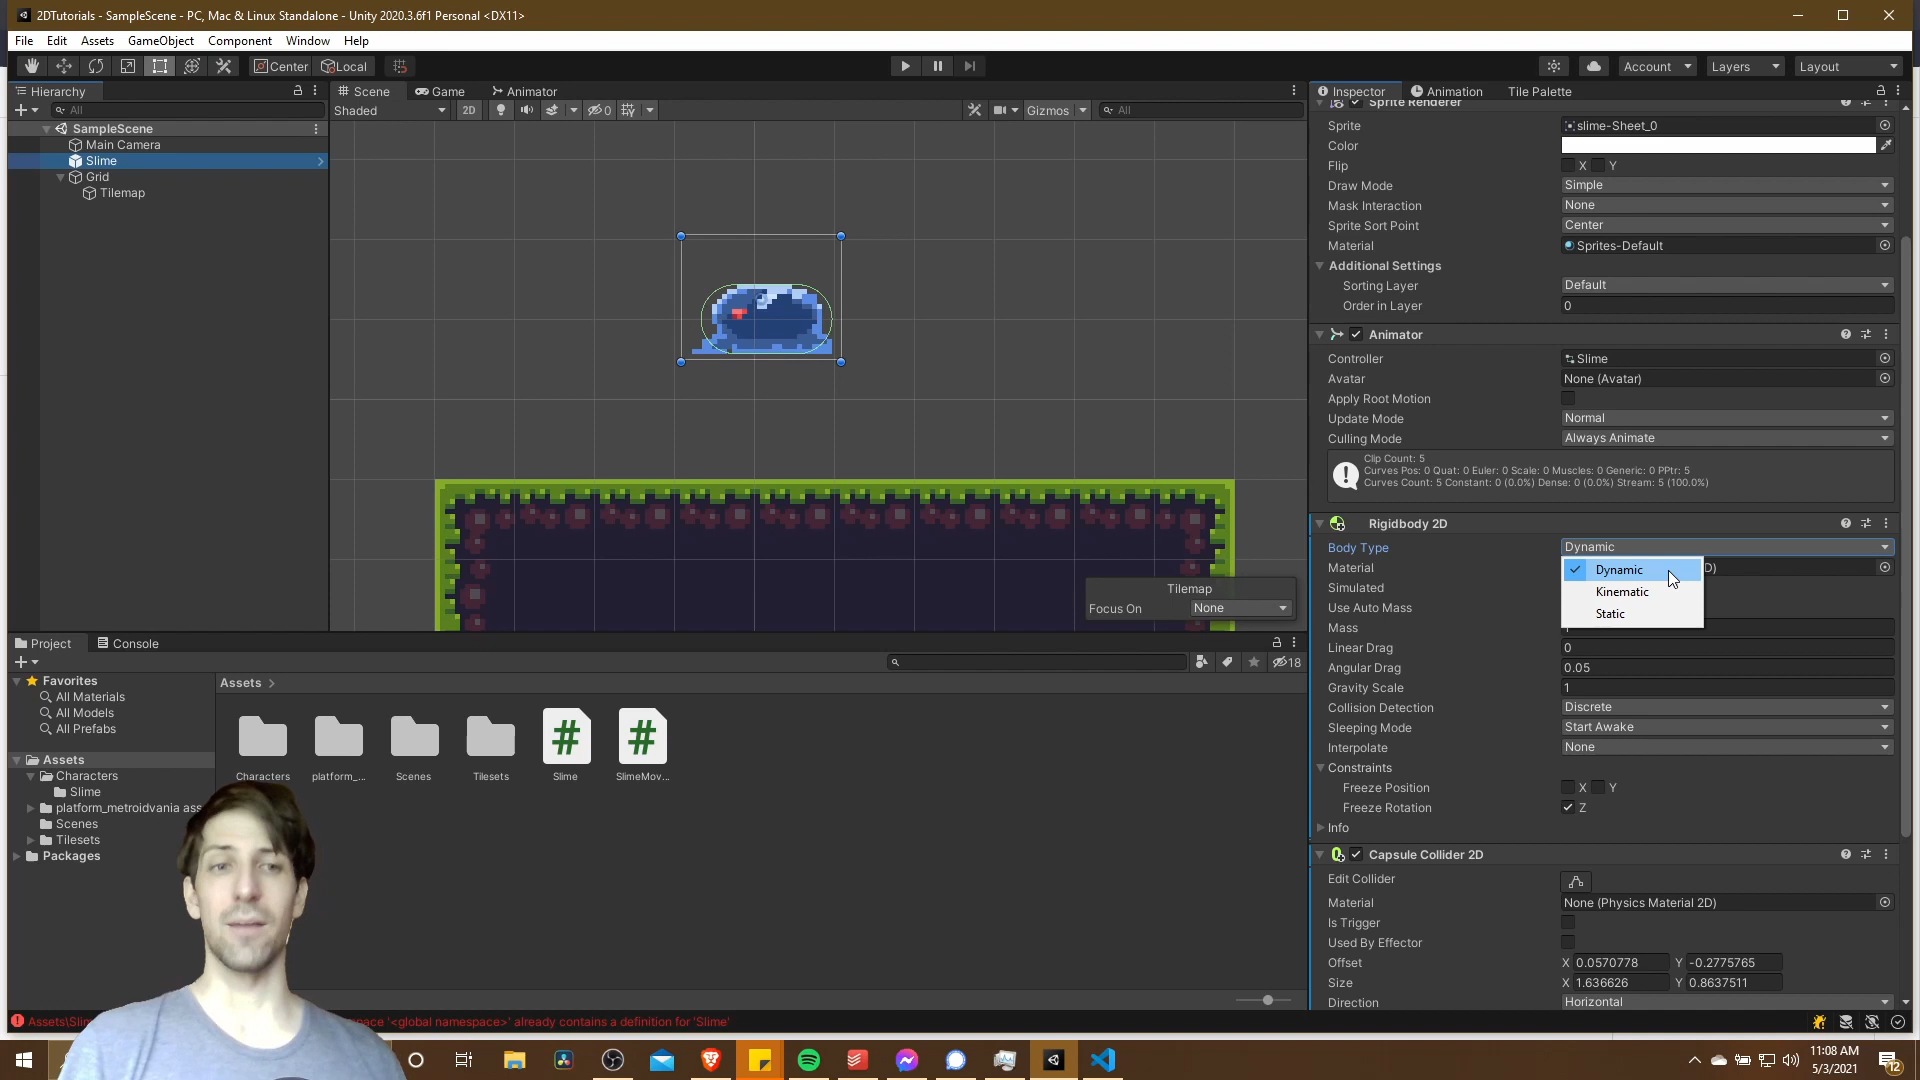 2DTutorials - SampleScene - PC, Mac & Linux Standalone - Unity 2020.3.6f1 Personal <DX11>
File Edit Assets GameObject Component Window Help
Center Local Account Layers Layout
Hierarchy
All
SampleScene
Main Camera
Slime
Grid
Tilemap
Scene Game Animator
Shaded 2D 0 Gizmos All
Tilemap
Focus On None
Inspector Animation Tile Palette
Sprite Renderer
Sprite slime-Sheet_0
Color
Flip X Y
Draw Mode Simple
Mask Interaction None
Sprite Sort Point Center
Material Sprites-Default
Additional Settings
Sorting Layer Default
Order in Layer 0
Animator
Controller Slime
Avatar None (Avatar)
Apply Root Motion
Update Mode Normal
Culling Mode Always Animate
Clip Count: 5
Curves Pos: 0 Quat: 0 Euler: 0 Scale: 0 Muscles: 0 Generic: 0 PPtr: 5
Curves Count: 5 Constant: 0 (0.0%) Dense: 0 (0.0%) Stream: 5 (100.0%)
Rigidbody 2D
Body Type Dynamic
Material D)
Dynamic
Kinematic
Static
Simulated
Use Auto Mass
Mass
Linear Drag 0
Angular Drag 0.05
Gravity Scale 1
Collision Detection Discrete
Sleeping Mode Start Awake
Interpolate None
Constraints
Freeze Position X Y
Freeze Rotation Z
Info
Capsule Collider 2D
Edit Collider
Material None (Physics Material 2D)
Is Trigger
Used By Effector
Offset X 0.0570778 Y -0.2775765
Size X 1.636626 Y 0.8637511
Direction Horizontal
Project Console
18
Favorites
All Materials
All Models
All Prefabs
Assets
Characters
Slime
platform_metroidvania ass
Scenes
Tilesets
Packages
Assets >
Characters platform_... Scenes Tilesets Slime SlimeMov...
Assets\Slim space '<global namespace>' already contains a definition for 'Slime'
11:08 AM
5/3/2021
12